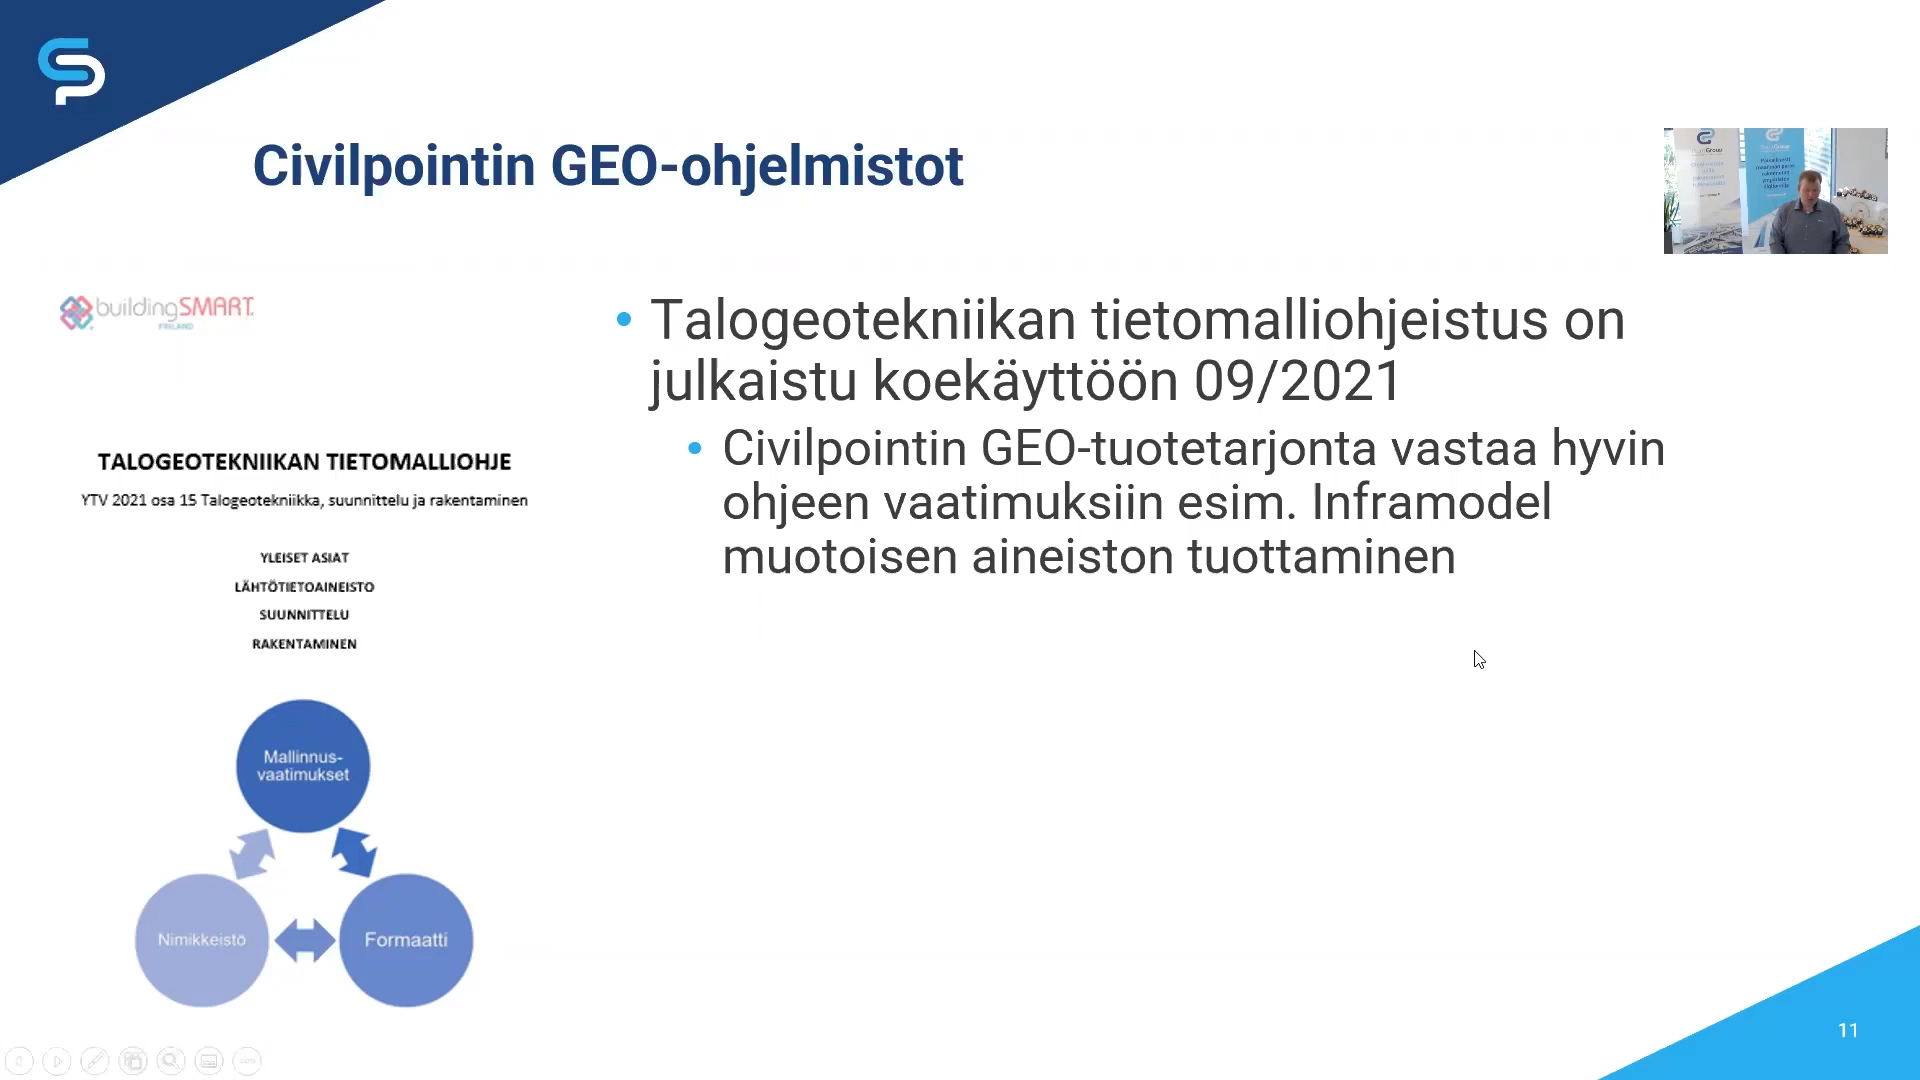 Civilpointin GEO-ohjelmistot
buildingSMART.
FINLAND
TALOGEOTEKNIIKAN TIETOMALLIOHJE
YTV 2021 osa 15 Talogeotekniikka, suunnittelu ja rakentaminen
YLEISET ASIAT
LÄHTÖTIETOAINEISTO
SUUNNITTELU
RAKENTAMINEN
Mallinnus-
vaatimukset
Nimikkeistö
Formaatti
• Talogeotekniikan tietomalliohjeistus on
julkaistu koekäyttöön 09/2021
• Civilpointin GEO-tuotetarjonta vastaa hyvin
ohjeen vaatimuksiin esim. Inframodel
muotoisen aineiston tuottaminen
11